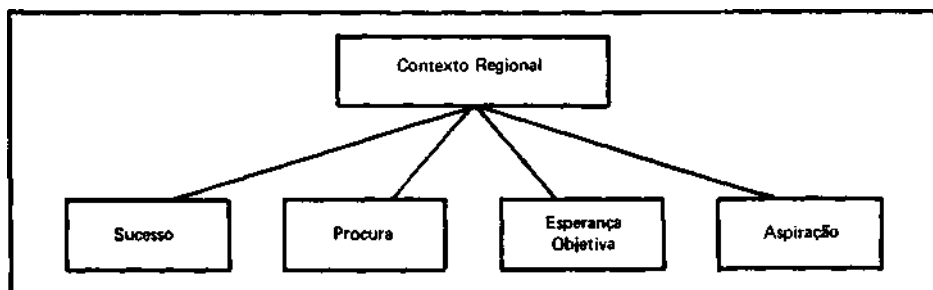 Contexto Regional
Sucesso
Procura
Esperança
Objetiva
Aspiração